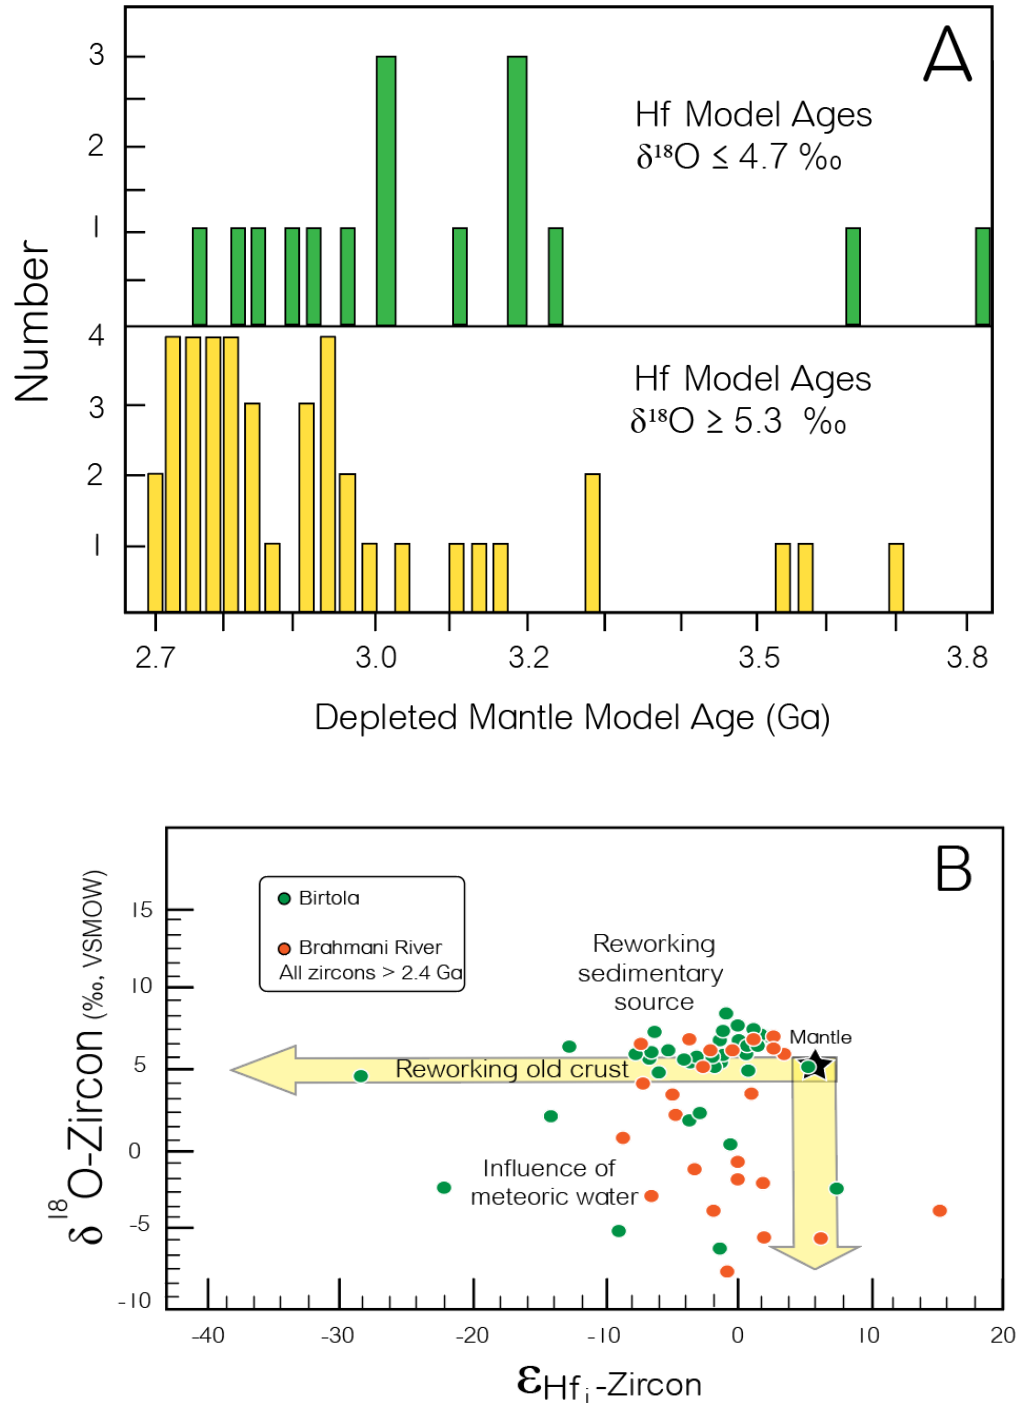 A
3
2
1
Hf Model Ages
δ¹⁸O ≤ 4.7 ‰
Number
4
3
2
1
Hf Model Ages
δ¹⁸O ≥ 5.3 ‰
2.7 3.0 3.2 3.5 3.8
Depleted Mantle Model Age (Ga)
B
Birtola
Brahmani River
All zircons > 2.4 Ga
δ¹⁸O-Zircon (‰, VSMOW)
15
10
5
0
-5
-10
Reworking
sedimentary
source
Mantle
Reworking old crust
Influence of
meteoric water
-40 -30 -20 -10 0 10 20
εHfᵢ-Zircon